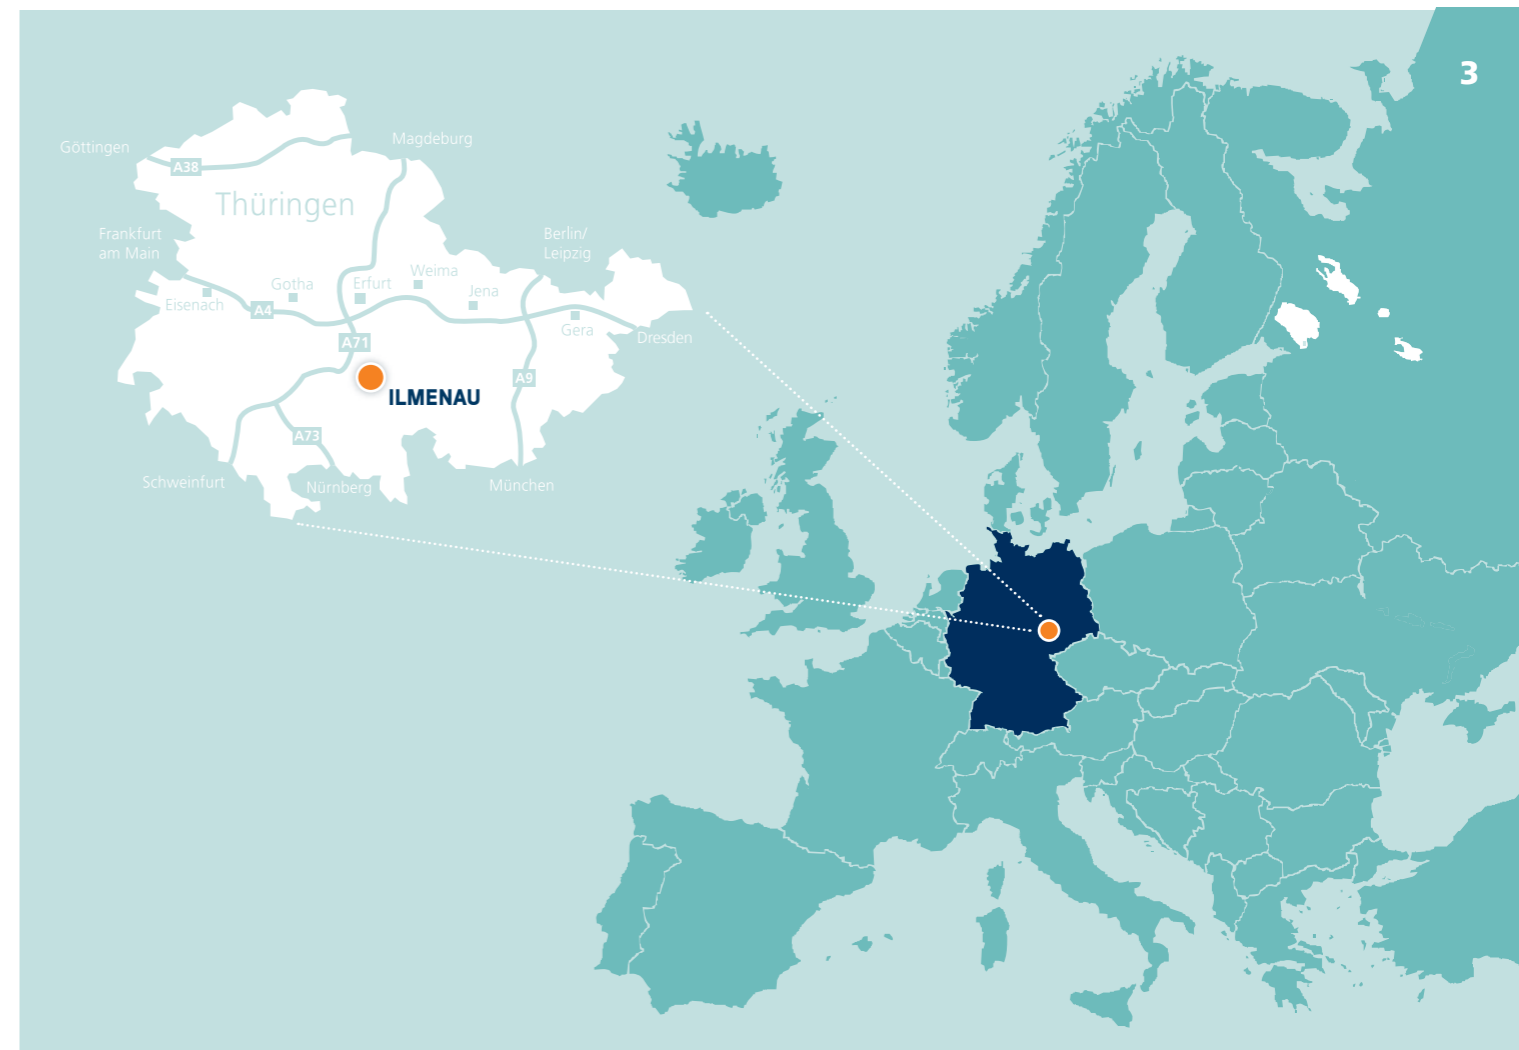 3
Göttingen
Magdeburg
A38
Thüringen
Frankfurt
am Main
Berlin/
Leipzig
Weima
Gotha
Erfurt
Jena
Eisenach
A4
Gera
Dresden
A71
A9
ILMENAU
A73
Schweinfurt
Nürnberg
München